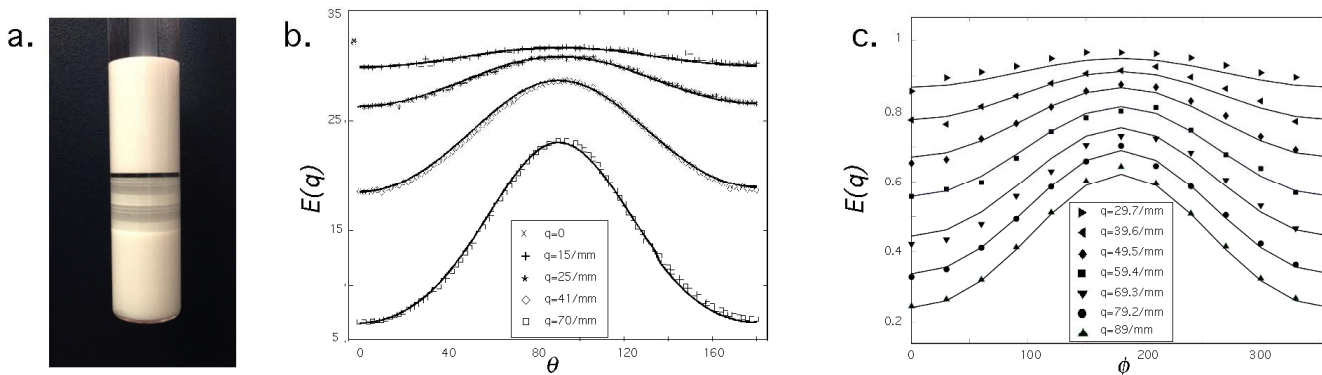 a.
b.
E(q)
35
25
15
5
0
40
80
120
160
θ
q=0
q=15/mm
q=25/mm
q=41/mm
q=70/mm
c.
E(q)
1
0.8
0.6
0.4
0.2
0
100
200
300
ϕ
q=29.7/mm
q=39.6/mm
q=49.5/mm
q=59.4/mm
q=69.3/mm
q=79.2/mm
q=89/mm